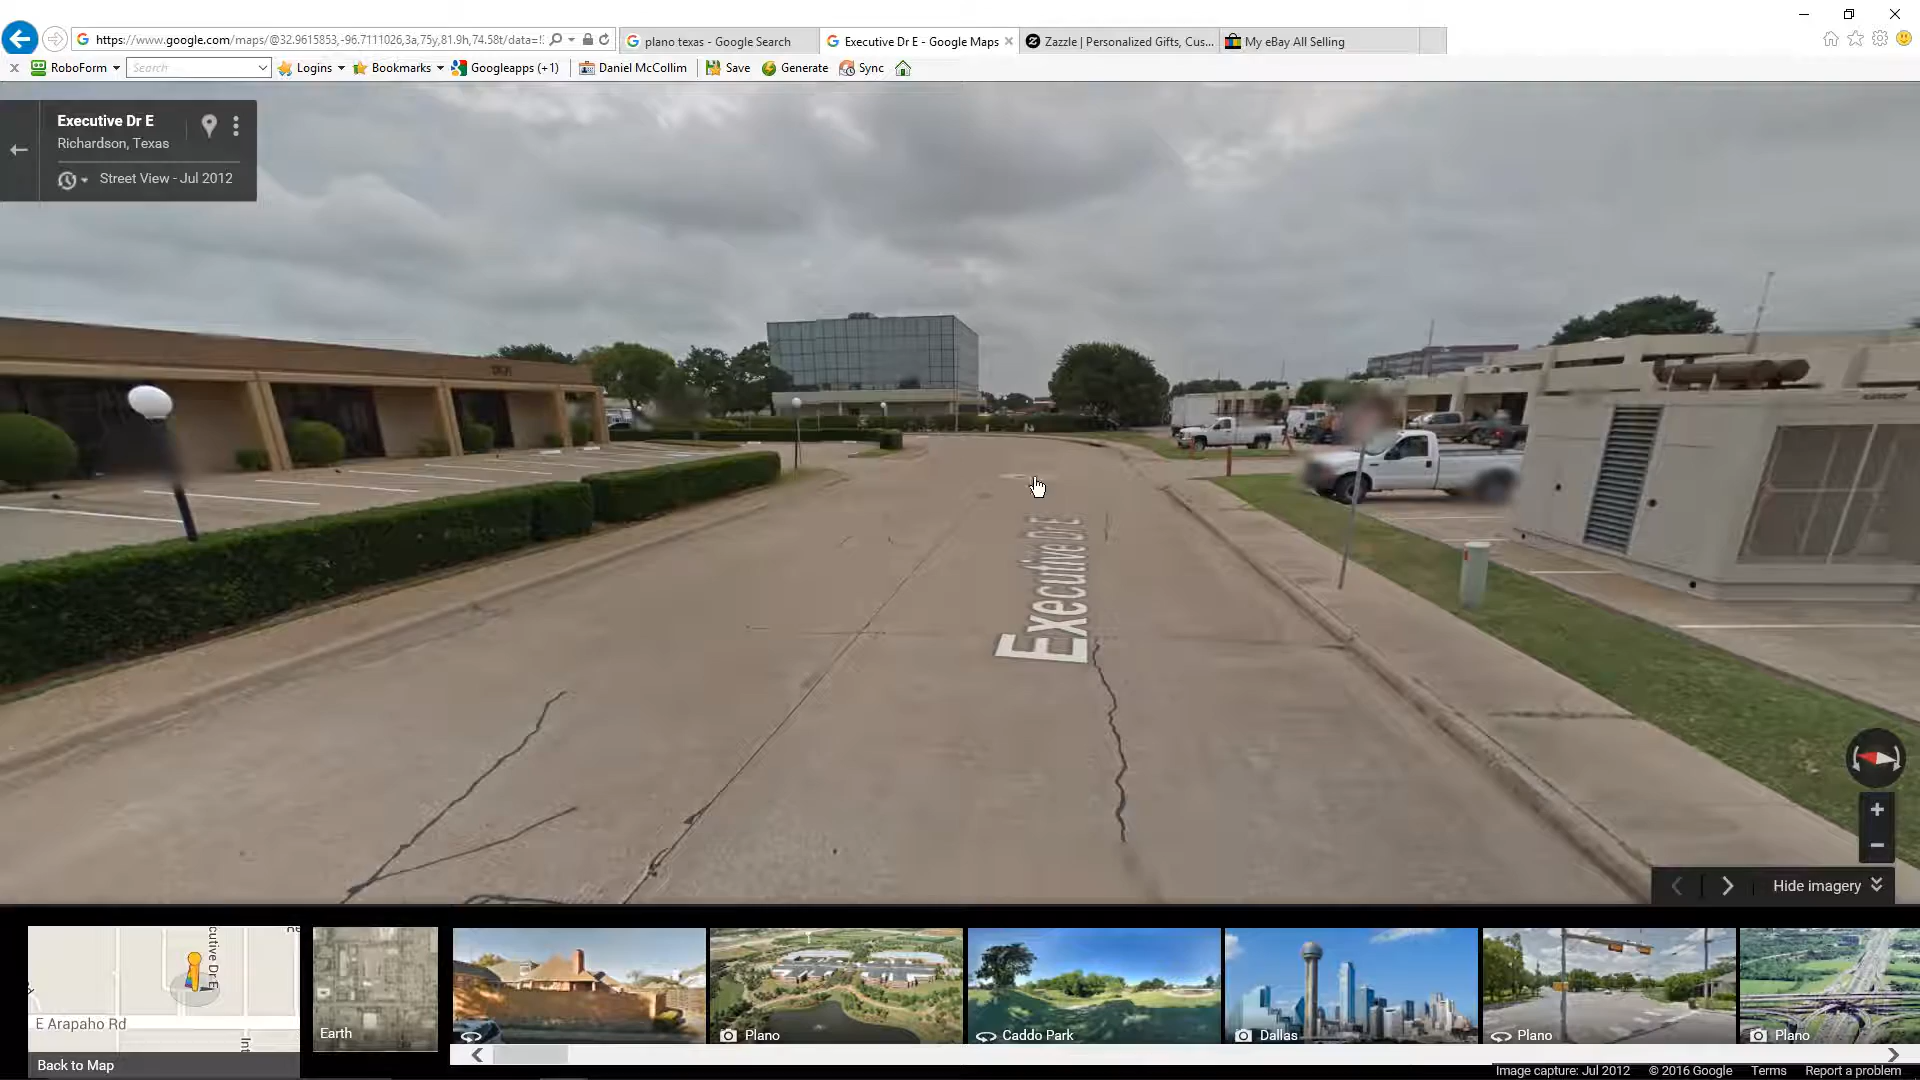 https://www.google.com/maps/@32.9615853,-96.7111026,3a,75y,81.9h,74.58t/data=!
plano texas - Google Search
Executive Dr E - Google Maps
Zazzle | Personalized Gifts, Cus...
My eBay All Selling
x RoboForm Search Logins Bookmarks Googleapps (+1) Daniel McCollim Save Generate Sync
Executive Dr E
Richardson, Texas
Street View - Jul 2012
Executive Dr E
Hide imagery
cutive Dr E
E Arapaho Rd
Int
Back to Map
Earth
Plano
Caddo Park
Dallas
Plano
Plano
Image capture: Jul 2012 © 2016 Google Terms Report a problem